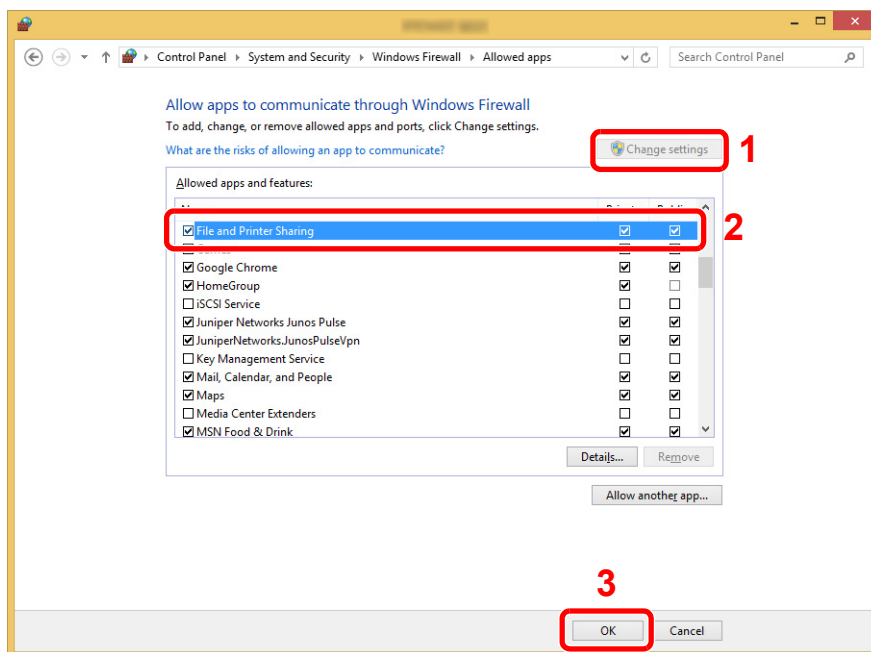 Control Panel System and Security Windows Firewall Allowed apps Search Control Panel
Allow apps to communicate through Windows Firewall
To add, change, or remove allowed apps and ports, click Change settings.
What are the risks of allowing an app to communicate?
Change settings 1
Allowed apps and features:
File and Printer Sharing 2
Google Chrome
HomeGroup
iSCSI Service
Juniper Networks Junos Pulse
JuniperNetworks.JunosPulseVpn
Key Management Service
Mail, Calendar, and People
Maps
Media Center Extenders
MSN Food & Drink
Details... Remove
Allow another app...
3
OK Cancel